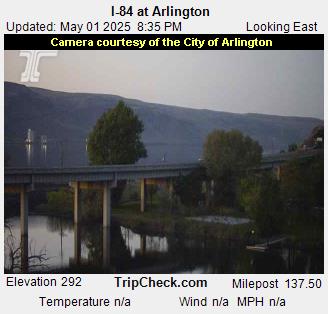 I-84 at Arlington
Updated: May 01 2025 8:35 PM Looking East
Camera courtesy of the City of Arlington
Elevation 292 TripCheck.com Milepost 137.50
Temperature n/a Wind n/a MPH n/a